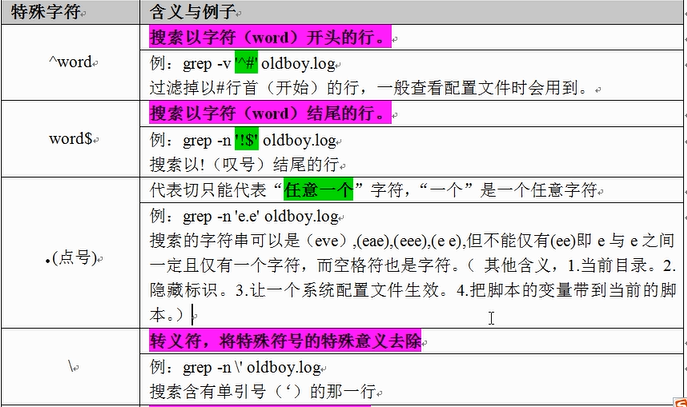 特殊字符 含义与例子
^word
搜索以字符（word）开头的行。
例：grep -v '^#' oldboy.log
过滤掉以#行首（开始）的行，一般查看配置文件时会用到。
word$
搜索以字符（word）结尾的行。
例：grep -n '!$' oldboy.log
搜索以!（叹号）结尾的行
.(点号)
代表切只能代表“任意一个”字符，“一个”是一个任意字符
例：grep -n 'e.e' oldboy.log
搜索的字符串可以是（eve）,(eae),(eee),(e e),但不能仅有(ee)即 e 与 e 之间
一定且仅有一个字符，而空格符也是字符。（ 其他含义，1.当前目录。2.
隐藏标识。3.让一个系统配置文件生效。4.把脚本的变量带到当前的脚
本。）
\
转义符，将特殊符号的特殊意义去除
例：grep -n \' oldboy.log
搜索含有单引号（‘）的那一行